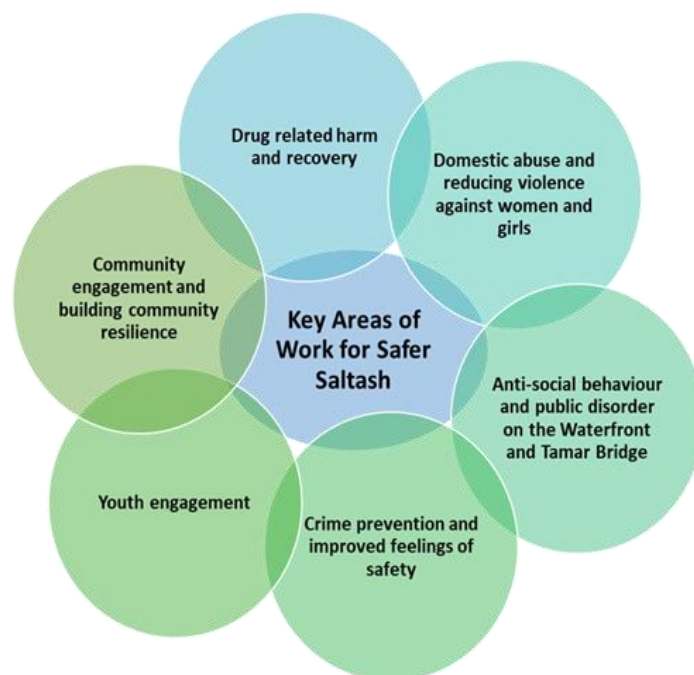 Drug related harm
and recovery
Domestic abuse and
reducing violence
against women and
girls
Community
engagement and
building community
resilience
Key Areas of
Work for Safer
Saltash
Anti-social behaviour
and public disorder
on the Waterfront
and Tamar Bridge
Youth engagement
Crime prevention and
improved feelings of
safety